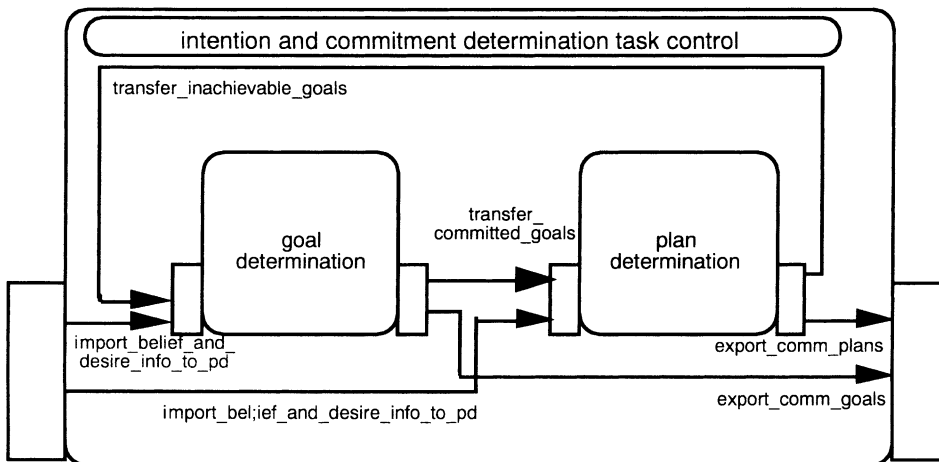 intention and commitment determination task control
transfer_inachievable_goals
transfer_
committed_goals
goal
determination
plan
determination
import_belief_and_
desire_info_to_pd
export_comm_plans
import_bel;ief_and_desire_info_to_pd
export_comm_goals